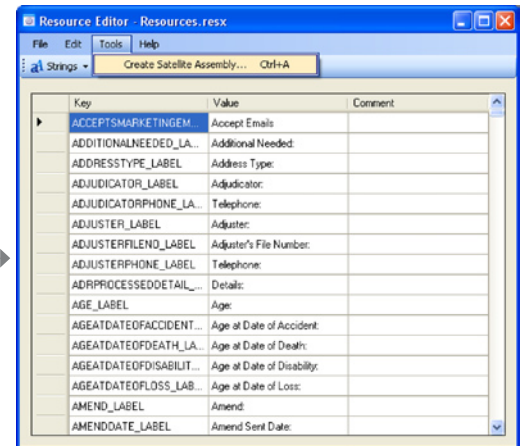 Resource Editor - Resources.resx
File Edit Tools Help
Strings Create Satellite Assembly... Ctrl+A
Key Value Comment
ACCEPTSMARKETINGEM... Accept Emails
ADDITIONALNEEDED_LA... Additional Needed:
ADDRESSTYPE_LABEL Address Type:
ADJUDICATOR_LABEL Adjudicator:
ADJUDICATORPHONE_LA... Telephone:
ADJUSTER_LABEL Adjuster:
ADJUSTERFILENO_LABEL Adjuster's File Number:
ADJUSTERPHONE_LABEL Telephone:
ADRPROCESSEDDETAIL_... Details:
AGE_LABEL Age:
AGEATDATEOFACCIDENT... Age at Date of Accident:
AGEATDATEOFDEATH_LA... Age at Date of Death:
AGEATDATEOFDISABILIT... Age at Date of Disability:
AGEATDATEOFLOSS_LAB... Age at Date of Loss:
AMEND_LABEL Amend:
AMENDDATE_LABEL Amend Sent Date: